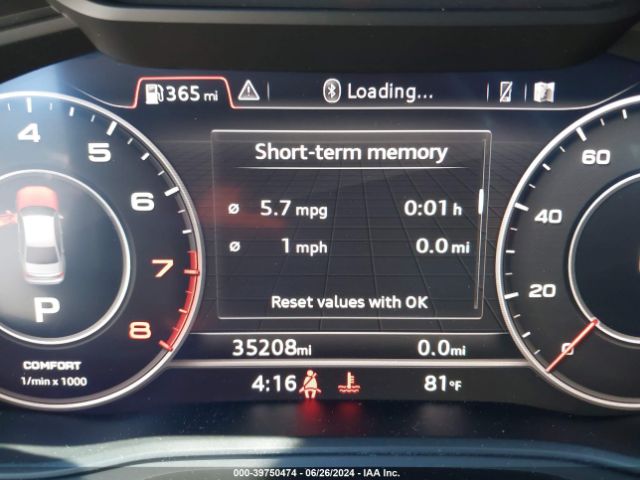 365 mi
Loading...
Short-term memory
ø 5.7 mpg 0:01 h
ø 1 mph 0.0 mi
Reset values with OK
35208mi 0.0mi
4:16 81°F
4 5 6 7 8
P
COMFORT
1/min x 1000
60
40
20
0
000-39750474 | 06/26/2024 | IAA Inc.